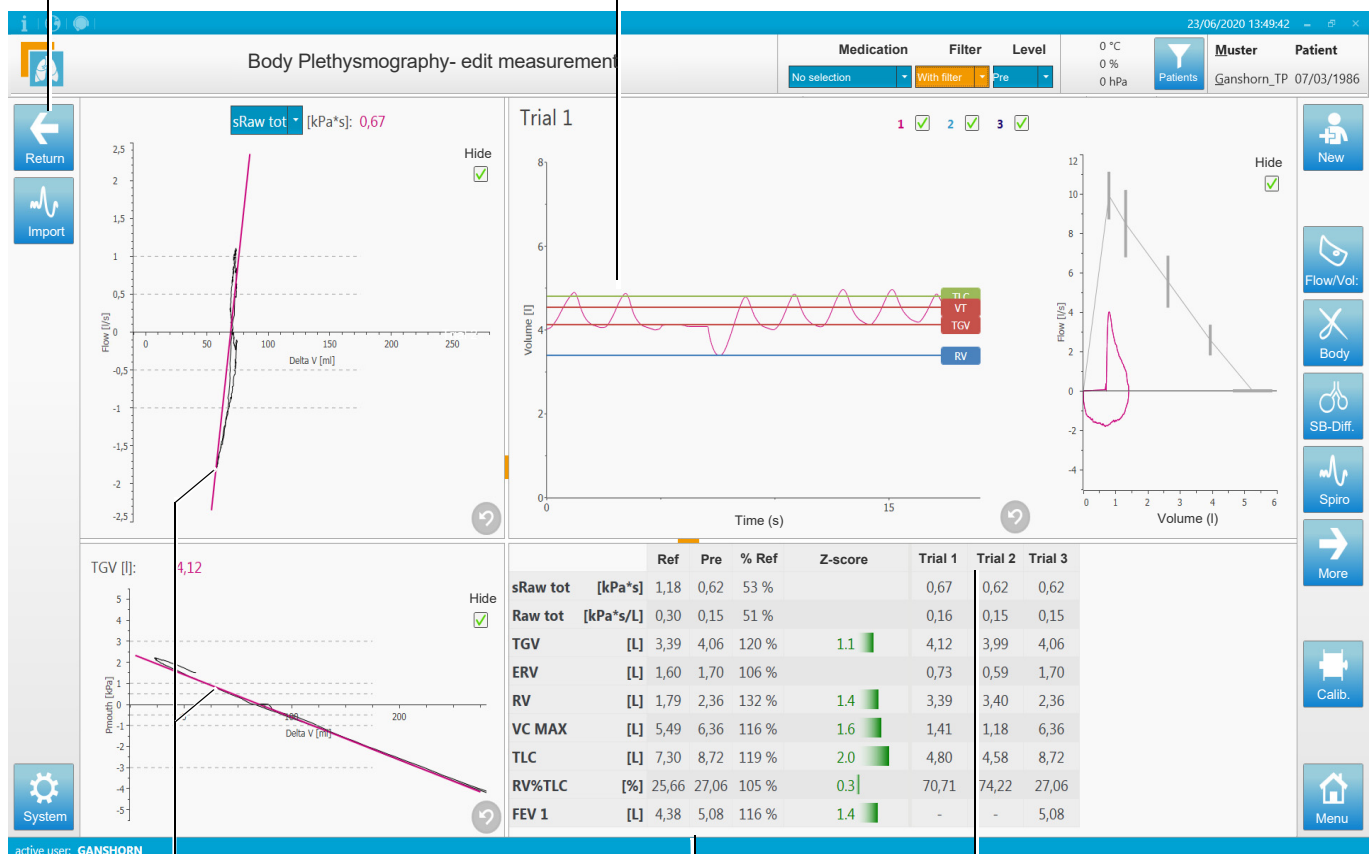 23/06/2020 13:49:42
Body Plethysmography- edit measurement
Medication Filter Level
No selection With filter Pre
0 °C
0 %
0 hPa
Patients
Muster Patient
Ganshorn_TP 07/03/1986
Return
Import
System
sRaw tot [kPa*s]: 0,67
Hide
2,5
2
1,5
1
0,5
0
-0,5
-1
-1,5
-2
-2,5
Flow [l/s]
0 50 100 150 200 250
Delta V [ml]
Trial 1
1 2 3
8
6
4
2
0
Volume [l]
TLC
VT
TGV
RV
0 15
Time (s)
Hide
12
10
8
6
4
2
0
-2
-4
Flow [l/s]
0 1 2 3 4 5 6
Volume (l)
TGV [l]: 4,12
Hide
5
4
3
2
1
0
-1
-2
-3
-4
-5
Pmouth [kPa]
100 200
Delta V [ml]
Ref Pre % Ref Z-score Trial 1 Trial 2 Trial 3
sRaw tot [kPa*s] 1,18 0,62 53 % 0,67 0,62 0,62
Raw tot [kPa*s/L] 0,30 0,15 51 % 0,16 0,15 0,15
TGV [L] 3,39 4,06 120 % 1.1 4,12 3,99 4,06
ERV [L] 1,60 1,70 106 % 0,73 0,59 1,70
RV [L] 1,79 2,36 132 % 1.4 3,39 3,40 2,36
VC MAX [L] 5,49 6,36 116 % 1.6 1,41 1,18 6,36
TLC [L] 7,30 8,72 119 % 2.0 4,80 4,58 8,72
RV%TLC [%] 25,66 27,06 105 % 0.3 70,71 74,22 27,06
FEV 1 [L] 4,38 5,08 116 % 1.4 - - 5,08
New
Flow/Vol:
Body
SB-Diff.
Spiro
More
Calib.
Menu
active user: GANSHORN